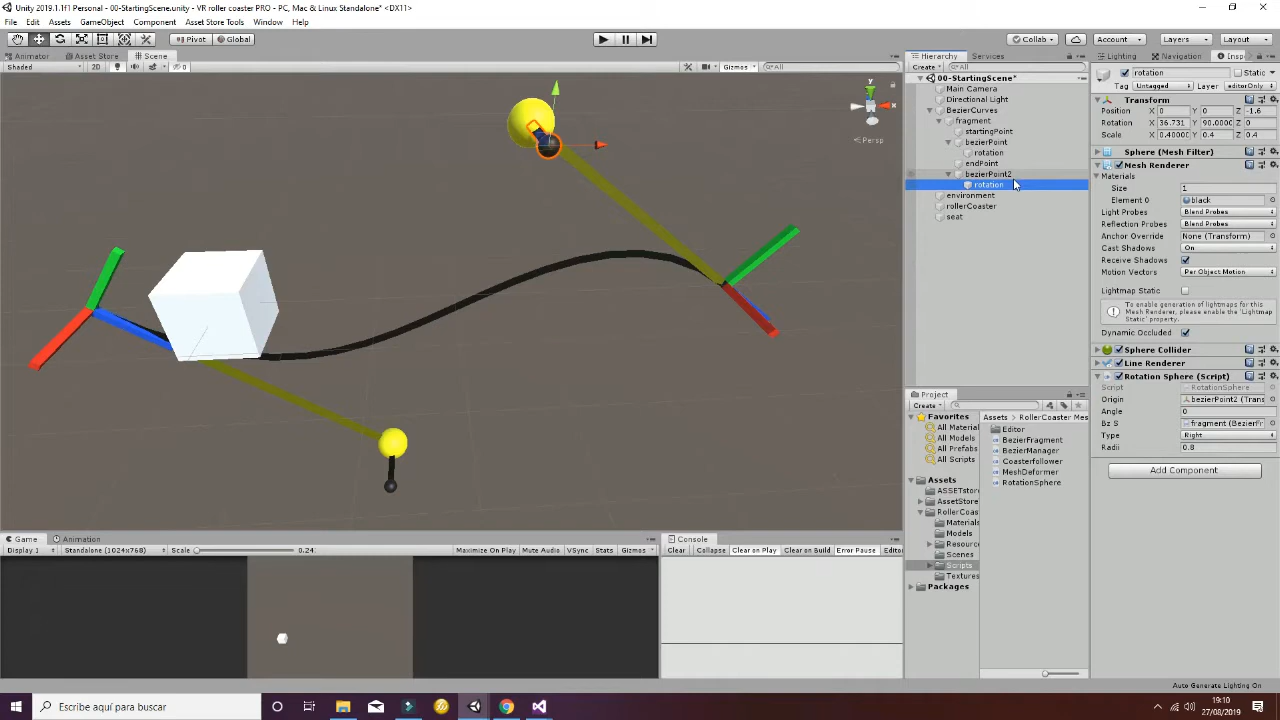 Unity 2019.1.1f1 Personal - 00-StartingScene.unity - VR roller coaster PRO - PC, Mac & Linux Standalone* <DX11>
File Edit Assets GameObject Component Asset Store Tools Window Help
Pivot Global Collab Account Layers Layout
Animator Asset Store Scene
Shaded 2D 0 Gizmos All
y
x
Persp
Hierarchy Services
Create All
00-StartingScene*
Main Camera
Directional Light
BezierCurves
fragment
startingPoint
bezierPoint
rotation
endPoint
bezierPoint2
rotation
environment
rollerCoaster
seat
Lighting Navigation Insp
rotation Static
Tag Untagged Layer editorOnly
Transform
Position X 0 Y 0 Z -1.6
Rotation X 36.731 Y 90.0000 Z 0
Scale X 0.40000 Y 0.4 Z 0.4
Sphere (Mesh Filter)
Mesh Renderer
Materials
Size 1
Element 0 black
Light Probes Blend Probes
Reflection Probes Blend Probes
Anchor Override None (Transform)
Cast Shadows On
Receive Shadows
Motion Vectors Per Object Motion
Lightmap Static
To enable generation of lightmaps for this
Mesh Renderer, please enable the 'Lightmap
Static' property.
Dynamic Occluded
Sphere Collider
Line Renderer
Rotation Sphere (Script)
Script RotationSphere
Origin bezierPoint2 (Trans
Angle 0
Bz S fragment (BezierFr
Type Right
Radii 0.8
Add Component
Project
Create
Favorites
All Material
All Models
All Prefabs
All Scripts
Assets
ASSETstor
AssetStore
RollerCoas
Materials
Models
Resourc
Scenes
Scripts
Textures
Packages
Assets RollerCoaster Mes
Editor
BezierFragment
BezierManager
Coasterfollower
MeshDeformer
RotationSphere
Game Animation
Display 1 Standalone (1024x768) Scale 0.24 Maximize On Play Mute Audio VSync Stats Gizmos
Console
Clear Collapse Clear on Play Clear on Build Error Pause Editor
Auto Generate Lighting On
Escribe aquí para buscar
19:10
27/08/2019